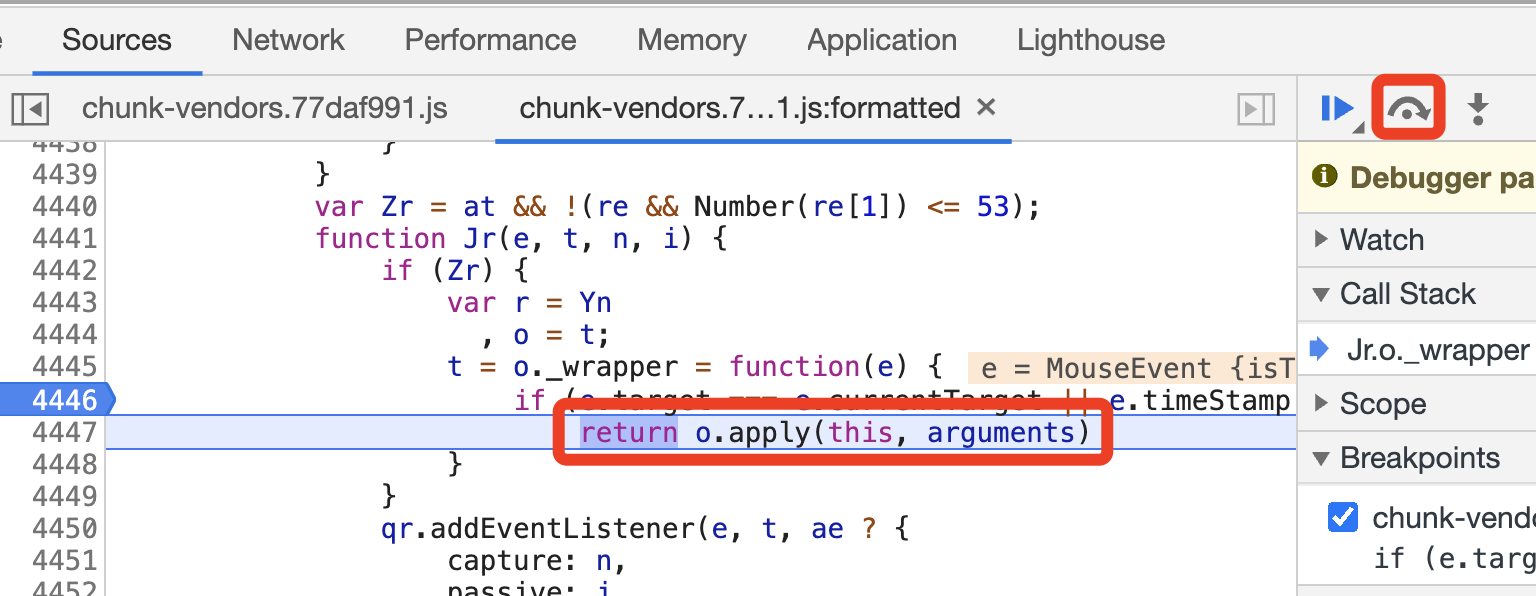 Sources Network Performance Memory Application Lighthouse
chunk-vendors.77daf991.js chunk-vendors.7…1.js:formatted ×
4438 }
4439 }
4440 var Zr = at && !(re && Number(re[1]) <= 53);
4441 function Jr(e, t, n, i) {
4442 if (Zr) {
4443 var r = Yn
4444 , o = t;
4445 t = o._wrapper = function(e) { e = MouseEvent {isT
4446 if (e.target === e.currentTarget || e.timeStamp
4447 return o.apply(this, arguments)
4448 }
4449 }
4450 qr.addEventListener(e, t, ae ? {
4451 capture: n,
4452 passive: i
Debugger pa
Watch
Call Stack
Jr.o._wrapper
Scope
Breakpoints
chunk-vendo
if (e.targ